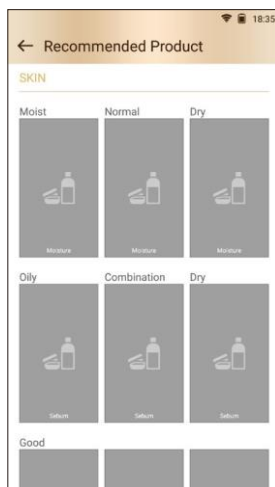 18:35
← Recommended Product
SKIN
Moist Normal Dry
Moisture Moisture Moisture
Oily Combination Dry
Sebum Sebum Sebum
Good